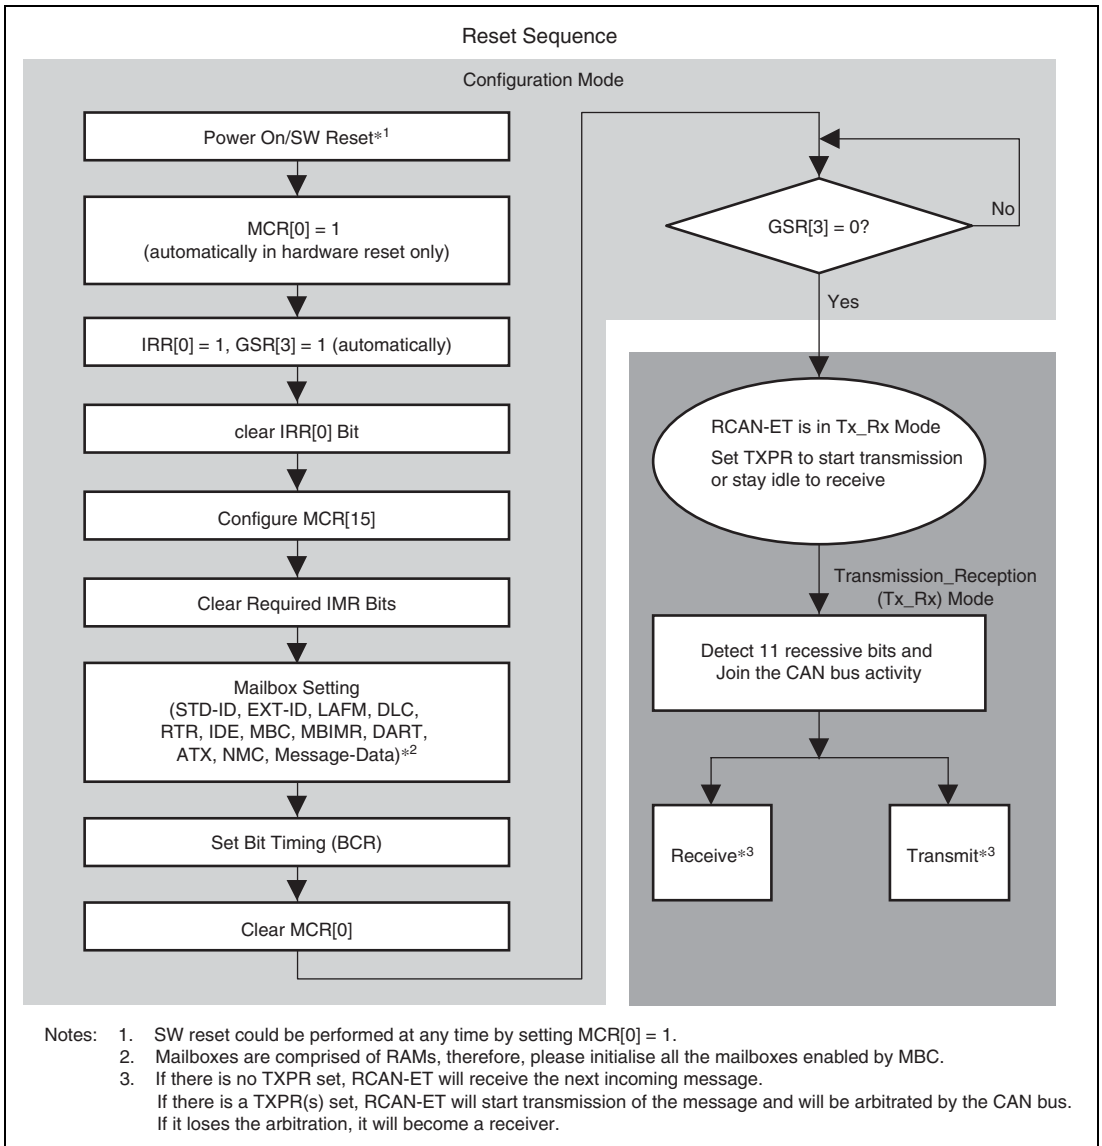 Reset Sequence
Configuration Mode
Power On/SW Reset*1
MCR[0] = 1
(automatically in hardware reset only)
IRR[0] = 1, GSR[3] = 1 (automatically)
clear IRR[0] Bit
Configure MCR[15]
Clear Required IMR Bits
Mailbox Setting
(STD-ID, EXT-ID, LAFM, DLC,
RTR, IDE, MBC, MBIMR, DART,
ATX, NMC, Message-Data)*2
Set Bit Timing (BCR)
Clear MCR[0]
GSR[3] = 0?
No
Yes
RCAN-ET is in Tx_Rx Mode
Set TXPR to start transmission
or stay idle to receive
Transmission_Reception
(Tx_Rx) Mode
Detect 11 recessive bits and
Join the CAN bus activity
Receive*3
Transmit*3
Notes: 1. SW reset could be performed at any time by setting MCR[0] = 1.
2. Mailboxes are comprised of RAMs, therefore, please initialise all the mailboxes enabled by MBC.
3. If there is no TXPR set, RCAN-ET will receive the next incoming message.
If there is a TXPR(s) set, RCAN-ET will start transmission of the message and will be arbitrated by the CAN bus.
If it loses the arbitration, it will become a receiver.